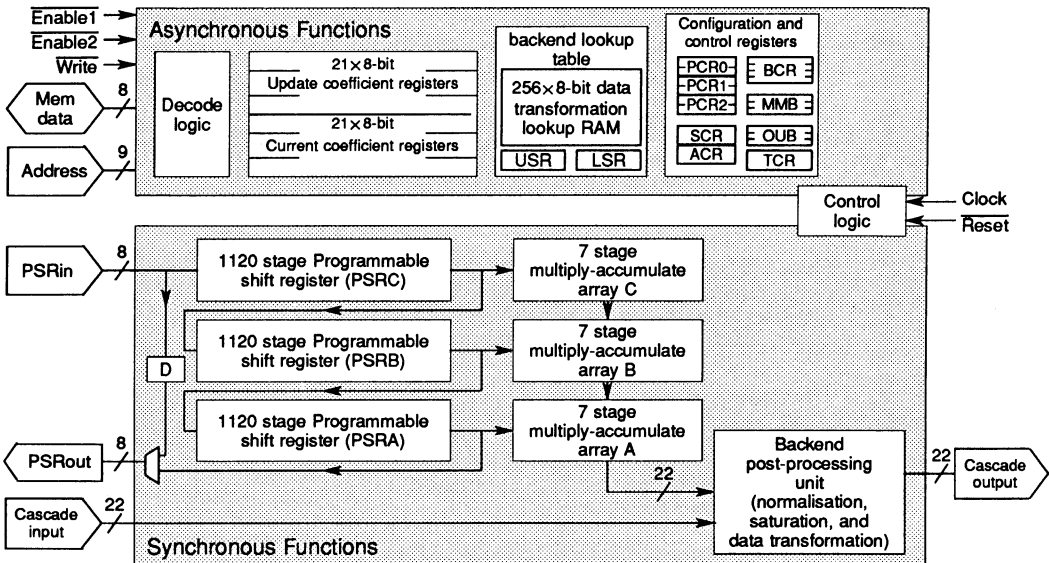 Enable1
Enable2
Write
Mem
data
8
Address
9
Asynchronous Functions
Decode
logic
21×8-bit
Update coefficient registers
21×8-bit
Current coefficient registers
backend lookup
table
256×8-bit data
transformation
lookup RAM
USR
LSR
Configuration and
control registers
PCR0
PCR1
PCR2
SCR
ACR
BCR
MMB
OUB
TCR
Control
logic
Clock
Reset
PSRin
8
1120 stage Programmable
shift register (PSRC)
7 stage
multiply-accumulate
array C
1120 stage Programmable
shift register (PSRB)
7 stage
multiply-accumulate
array B
D
1120 stage Programmable
shift register (PSRA)
7 stage
multiply-accumulate
array A
PSRout
8
22
Backend
post-processing
unit
(normalisation,
saturation, and
data transformation)
22
Cascade
output
Cascade
input
22
Synchronous Functions